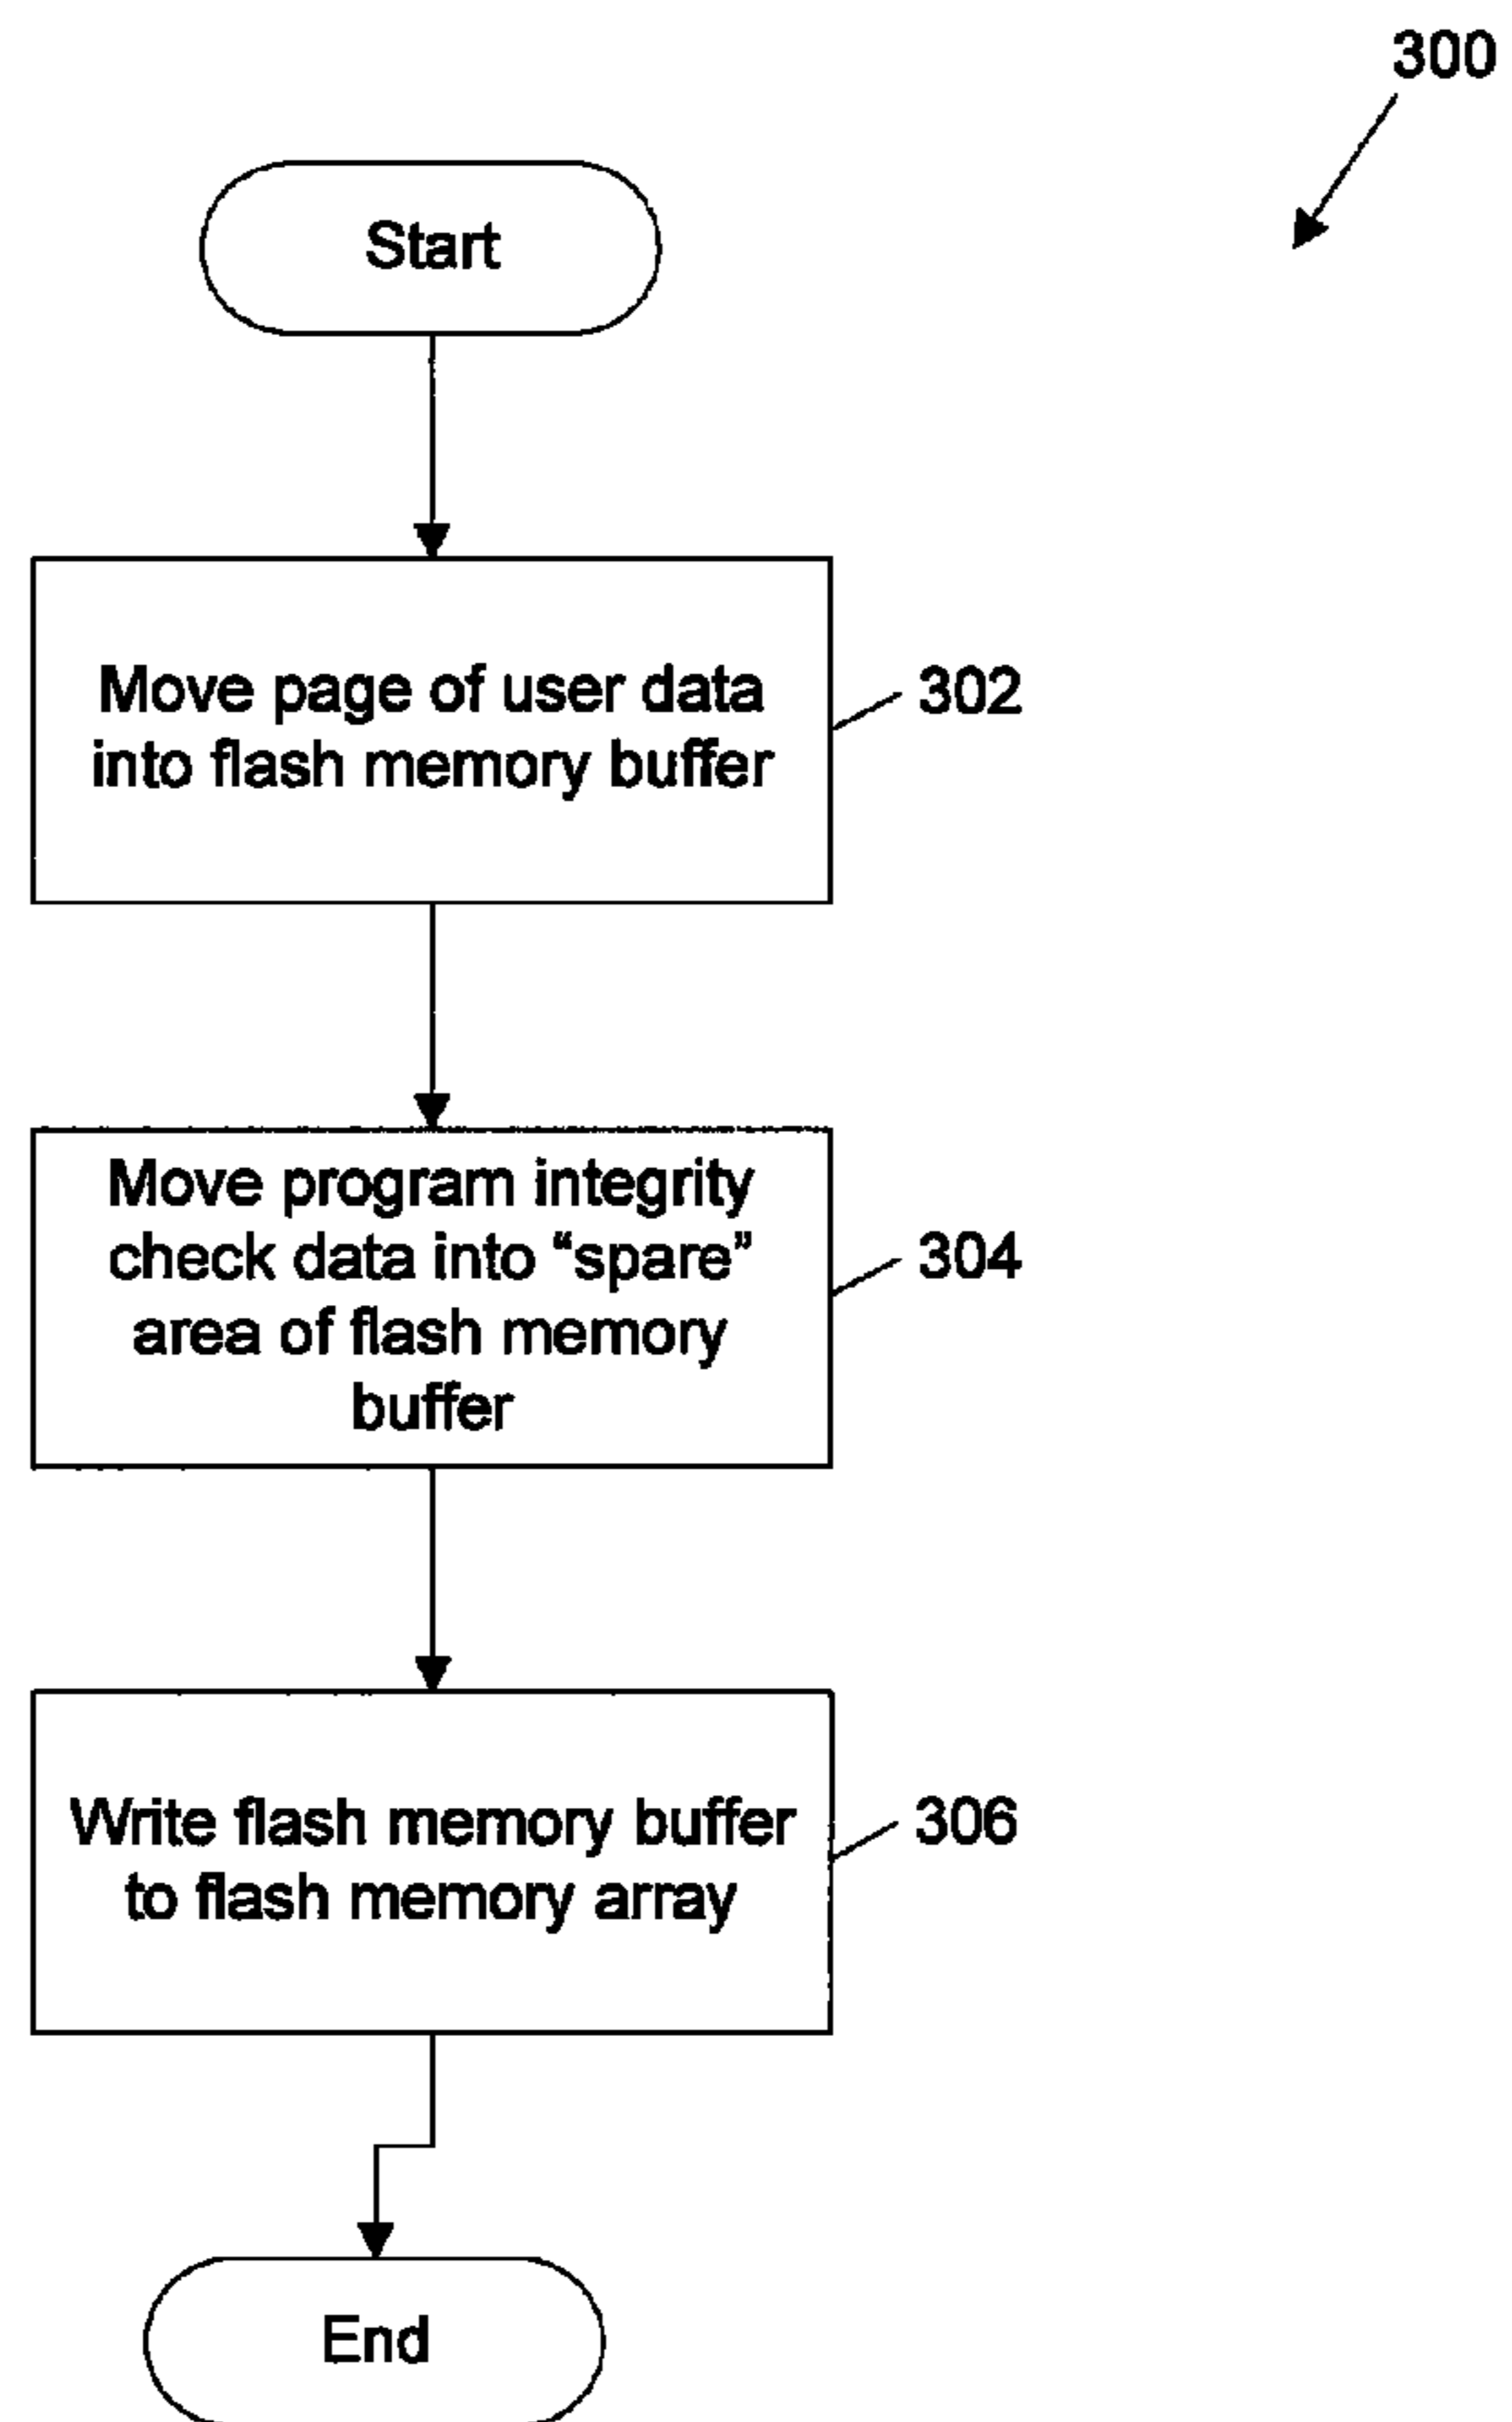 300
Start
Move page of user data
into flash memory buffer
302
Move program integrity
check data into “spare”
area of flash memory
buffer
304
Write flash memory buffer
to flash memory array
306
End